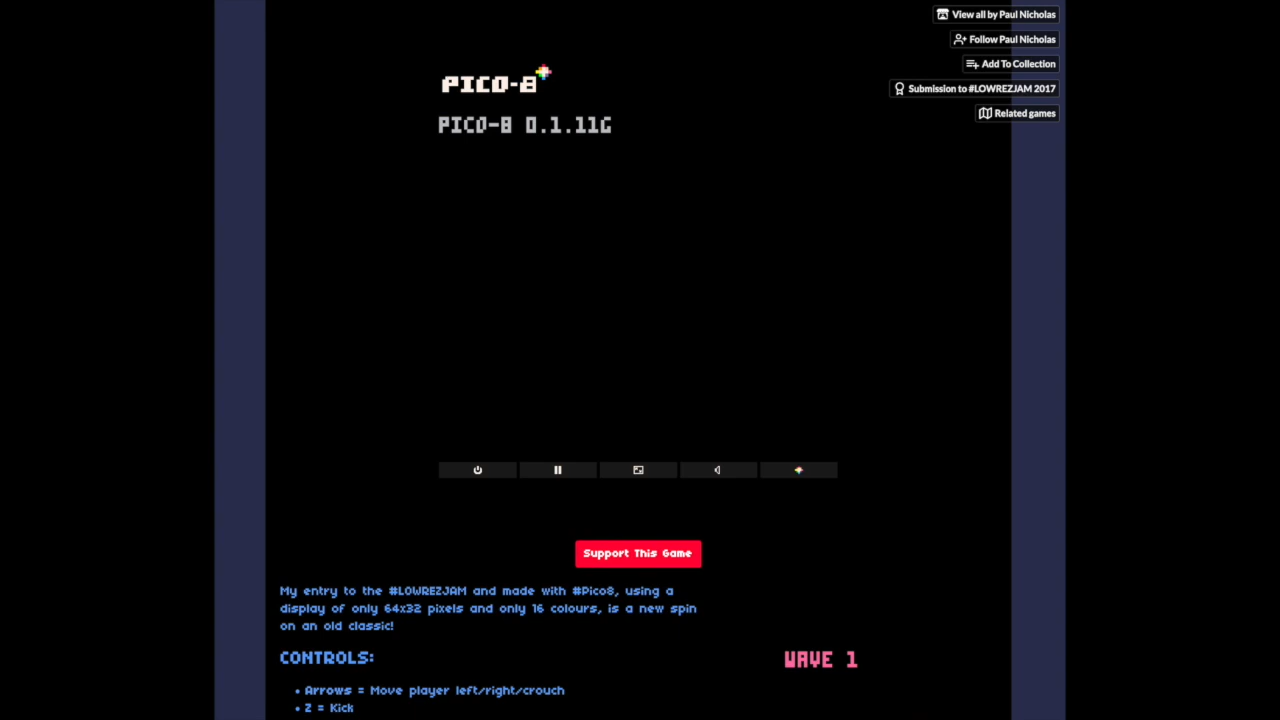 View all by Paul Nicholas
Follow Paul Nicholas
Add To Collection
Submission to #LOWREZJAM 2017
Related games
PICO-8
PICO-8 0.1.11G
Support This Game
My entry to the #LOWREZJAM and made with #Pico8, using a
display of only 64x32 pixels and only 16 colours, is a new spin
on an old classic!
CONTROLS:
WAVE 1
• Arrows = Move player left/right/crouch
• Z = Kick